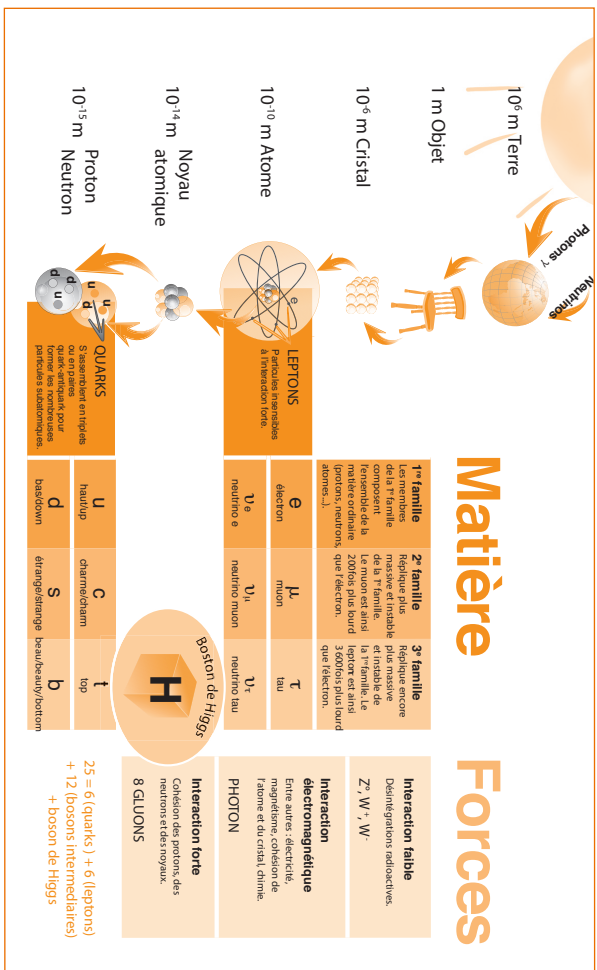 Matière
Forces
10⁶ m Terre
1 m Objet
10⁻⁶ m Cristal
10⁻¹⁰ m Atome
10⁻¹⁴ m Noyau
atomique
10⁻¹⁵ m Proton
Neutron
Photons γ
Neutrinos
e
u
d
u
d
u
d
1re famille
Les membres
de la 1re famille
composent
l'ensemble de la
matière ordinaire
(protons, neutrons,
atomes...).
2e famille
Réplique plus
massive et instable
de la 1re famille.
Le muon est ainsi
200 fois plus lourd
que l'électron.
3e famille
Réplique encore
plus massive
et instable de
la 1re famille. Le
lepton τ est ainsi
3 600 fois plus lourd
que l'électron.
LEPTONS
Particules insensibles
à l'interaction forte.
e
électron
μ
muon
τ
tau
υe
neutrino e
υμ
neutrino muon
υτ
neutrino tau
Boston de Higgs
H
QUARKS
S'assemblent en triplets
ou en paires
quark-antiquark pour
former les nombreuses
particules subatomiques.
u
haut/up
c
charme/charm
t
top
d
bas/down
s
étrange/strange
b
beau/beauty/bottom
Interaction faible
Désintégrations radioactives.
Z⁰, W⁺, W⁻
Interaction
électromagnétique
Entre autres : électricité,
magnétisme, cohésion de
l'atome et du cristal, chimie.
PHOTON
Interaction forte
Cohésion des protons, des
neutrons et des noyaux.
8 GLUONS
25 = 6 (quarks ) + 6 (leptons)
+ 12 (bosons intermediaires)
+ boson de Higgs